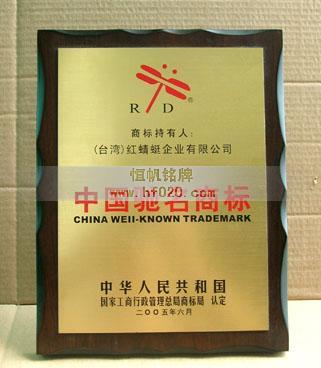 R D ®
商标持有人：
(台湾)红蜻蜓企业有限公司
恒帆铭牌
www.hf020.com
中国驰名商标
CHINA WEII-KNOWN TRADEMARK
中华人民共和国
国家工商行政管理总局商标局 认定
二〇〇五年六月